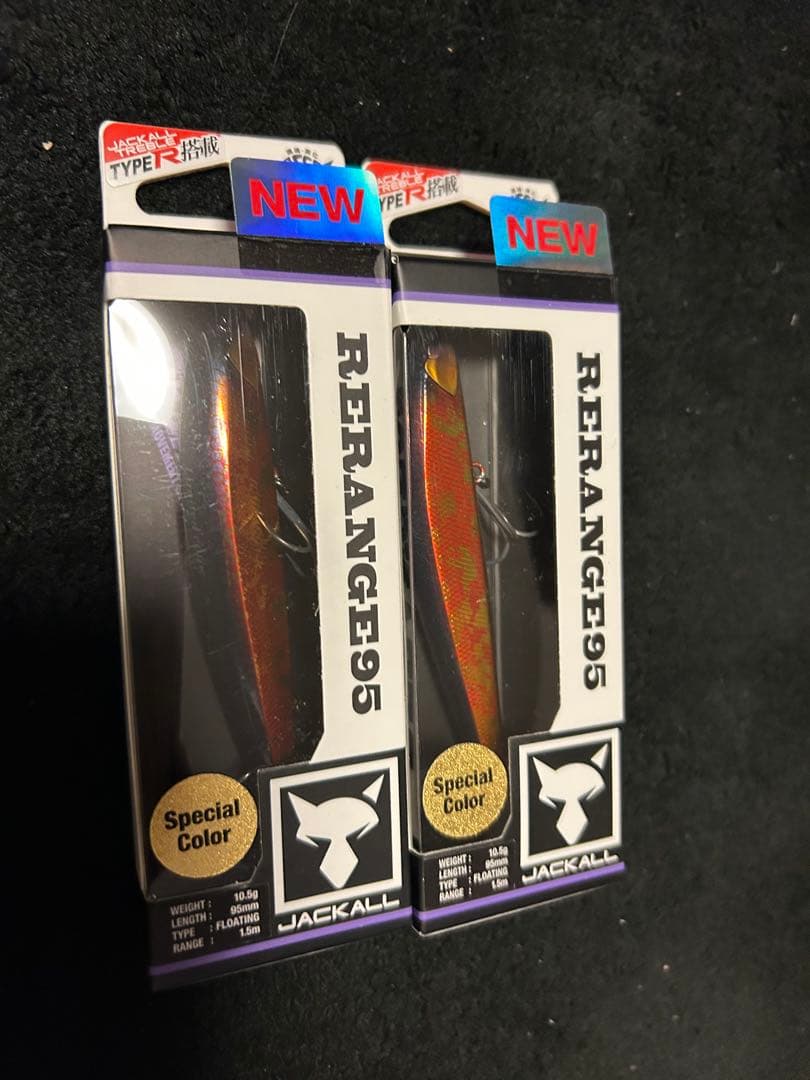 JACKALL
TREBLE
TYPE R搭載
NEW
RERANGE95
Special
Color
WEIGHT : 10.5g
LENGTH : 95mm
TYPE : FLOATING
RANGE : 1.5m
JACKALL
JACKALL
TREBLE
TYPE R搭載
NEW
RERANGE95
Special
Color
WEIGHT : 10.5g
LENGTH : 95mm
TYPE : FLOATING
RANGE : 1.5m
JACKALL